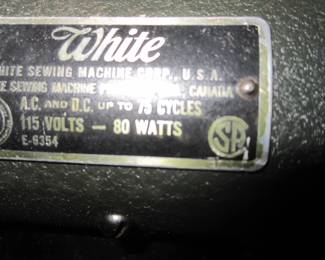 White
HITE SEWING MACHINE CORP., U.S.A.
E SEWING MACHINE CANADA
A.C. AND D.C. UP TO 75 CYCLES
115 VOLTS — 80 WATTS
E-6354
SA